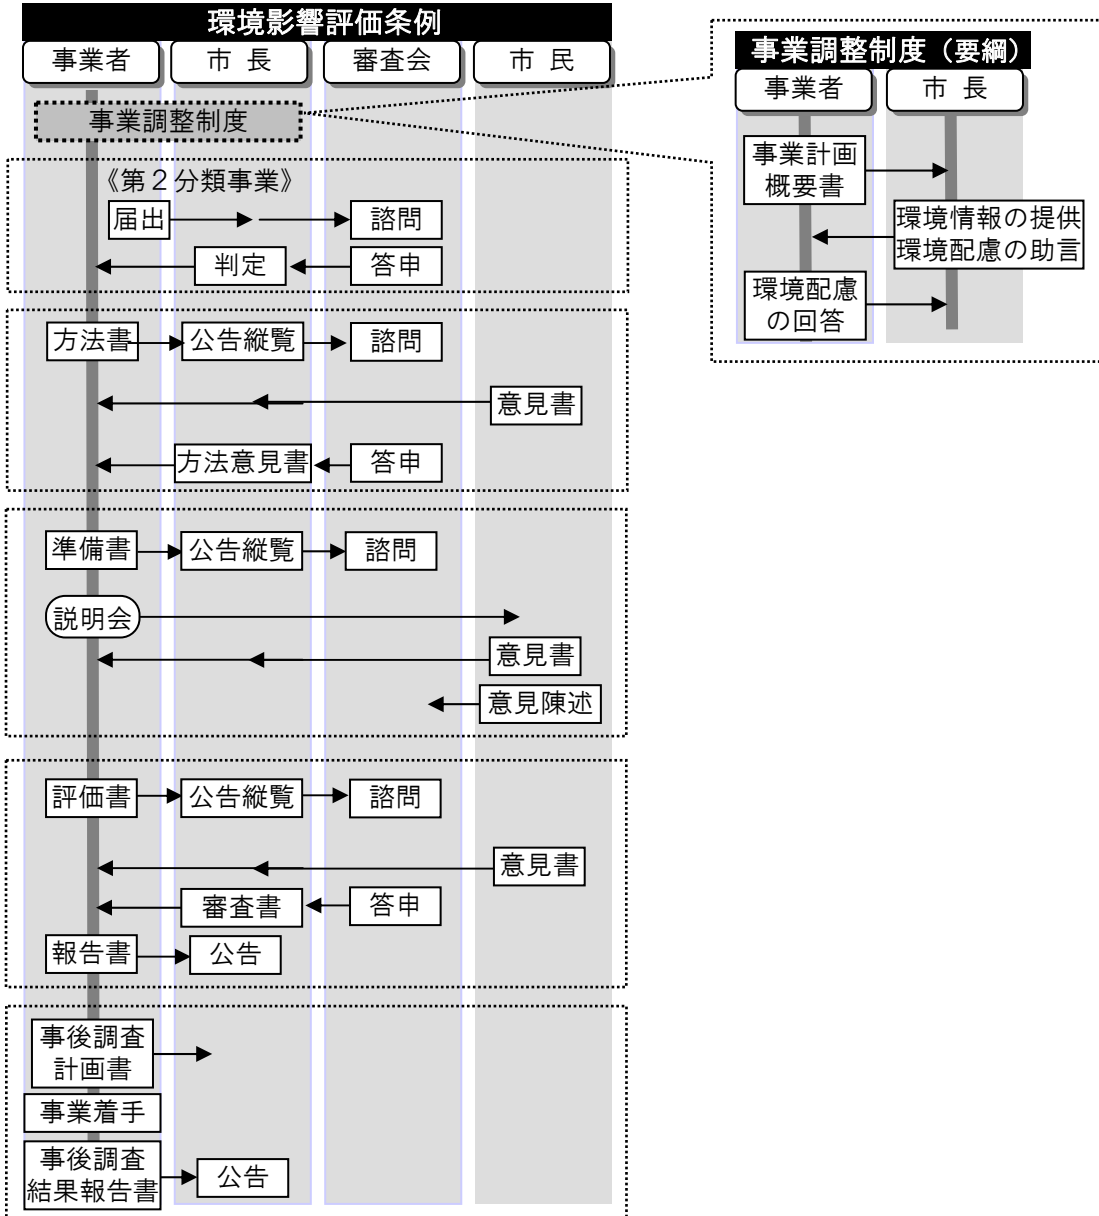 環境影響評価条例
事業者 市 長 審査会 市 民
事業調整制度
《第２分類事業》
届出 諮問
判定 答申
方法書 公告縦覧 諮問
意見書
方法意見書 答申
準備書 公告縦覧 諮問
説明会
意見書
意見陳述
評価書 公告縦覧 諮問
意見書
審査書 答申
報告書 公告
事後調査
計画書
事業着手
事後調査
結果報告書
公告
事業調整制度（要綱）
事業者 市 長
事業計画
概要書
環境情報の提供
環境配慮の助言
環境配慮
の回答